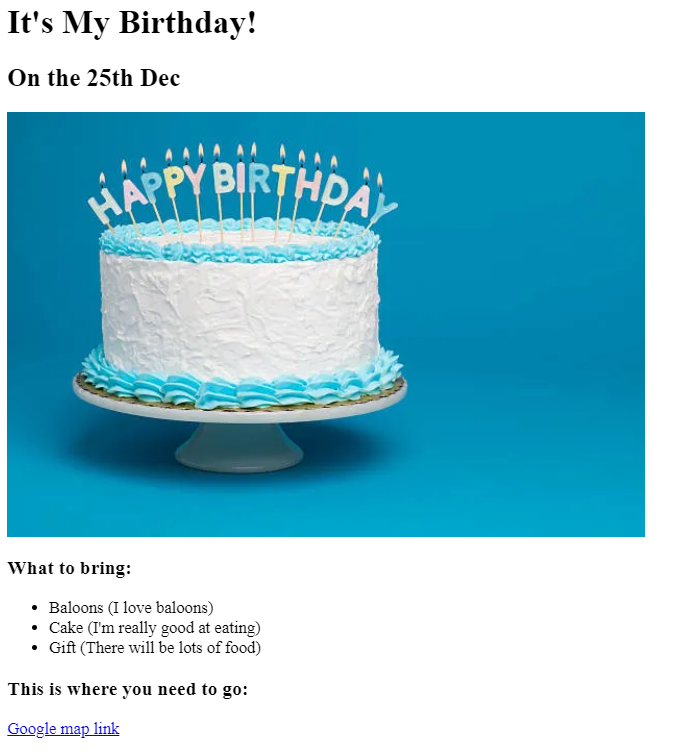 It's My Birthday!
On the 25th Dec
HAPPY BIRTHDAY
What to bring:
Baloons (I love baloons)
Cake (I'm really good at eating)
Gift (There will be lots of food)
This is where you need to go:
Google map link